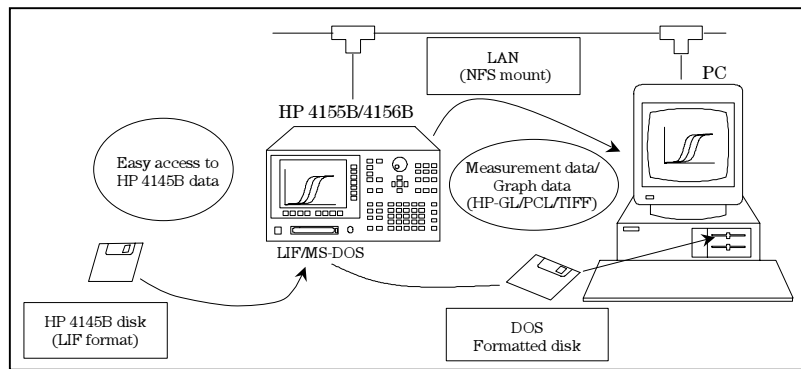 LAN
(NFS mount)
PC
HP 4155B/4156B
Easy access to
HP 4145B data
Measurement data/
Graph data
(HP-GL/PCL/TIFF)
LIF/MS-DOS
HP 4145B disk
(LIF format)
DOS
Formatted disk